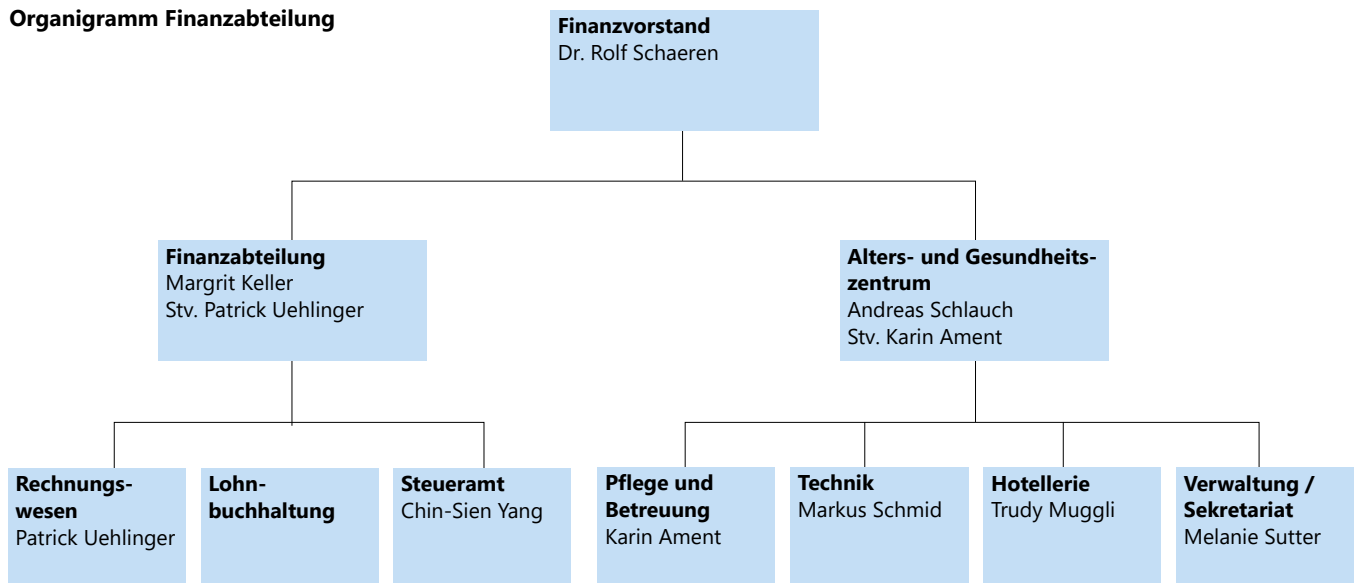 Organigramm Finanzabteilung
Finanzvorstand
Dr. Rolf Schaeren
Finanzabteilung
Margrit Keller
Stv. Patrick Uehlinger
Alters- und Gesundheits-
zentrum
Andreas Schlauch
Stv. Karin Ament
Rechnungs-
wesen
Patrick Uehlinger
Lohn-
buchhaltung
Steueramt
Chin-Sien Yang
Pflege und
Betreuung
Karin Ament
Technik
Markus Schmid
Hotellerie
Trudy Muggli
Verwaltung /
Sekretariat
Melanie Sutter